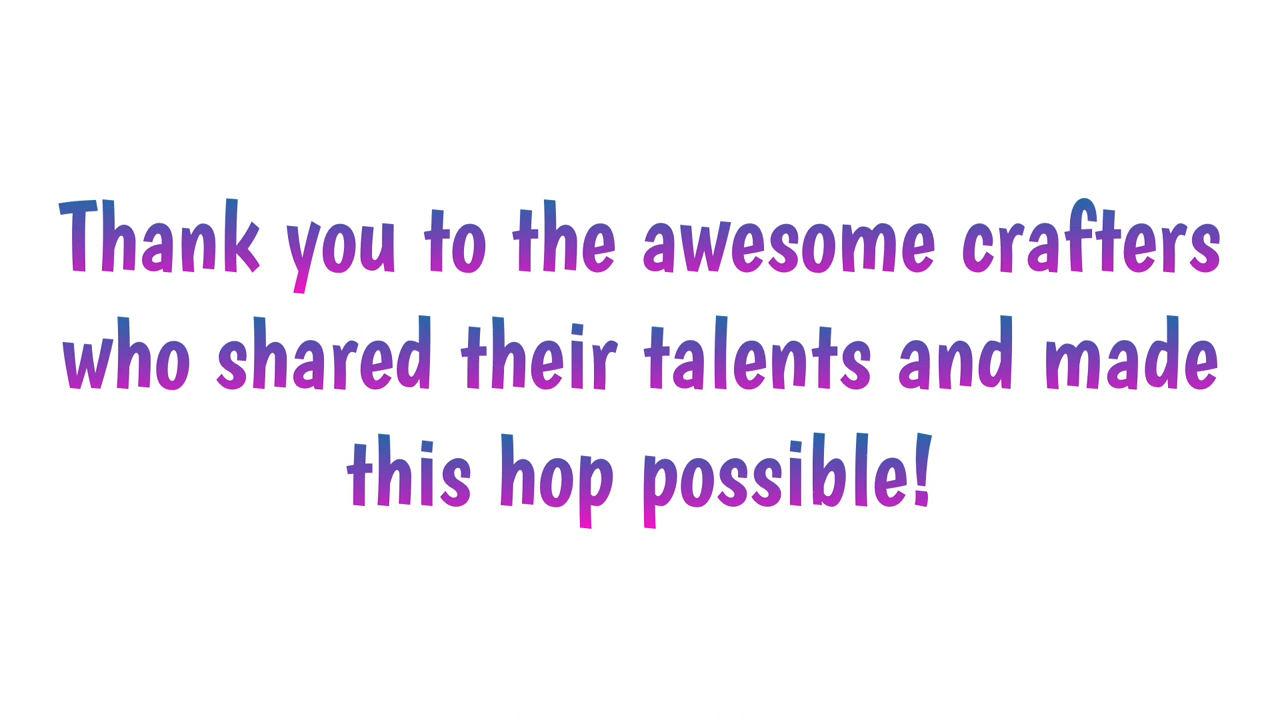 Thank you to the awesome crafters
who shared their talents and made
this hop possible!